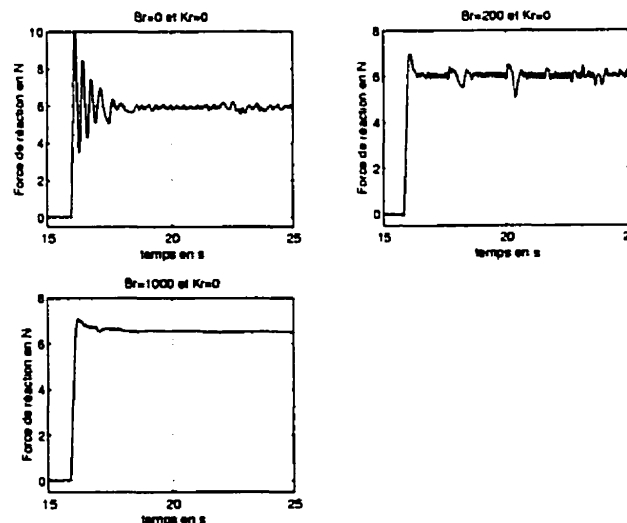 Br=0 et Kr=0
Force de réaction en N
10
8
6
4
2
0
15
20
25
temps en s
Br=200 et Kr=0
Force de réaction en N
8
6
4
2
0
15
20
25
temps en s
Br=1000 et Kr=0
Force de réaction en N
8
6
4
2
0
15
20
25
temps en s